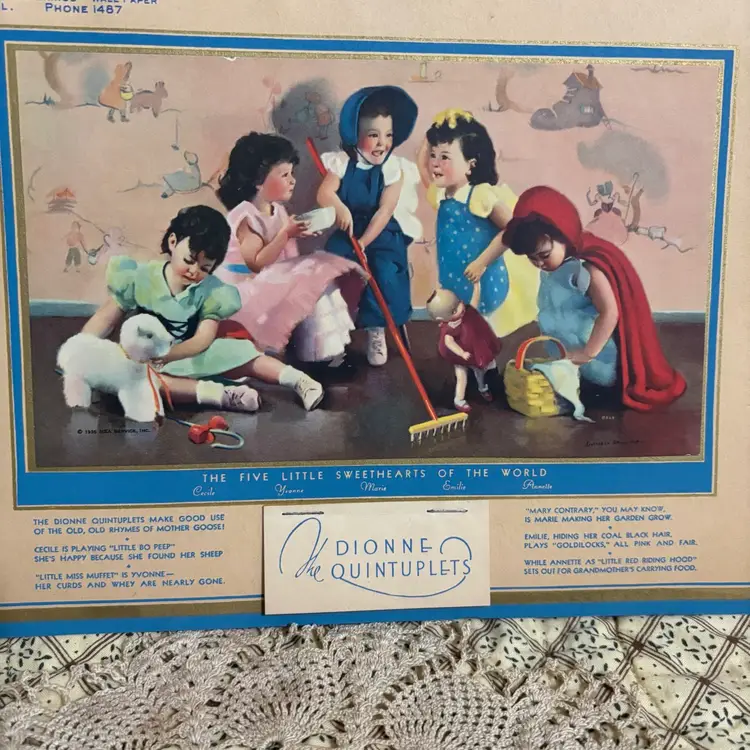 L. PHONE 1487
THE FIVE LITTLE SWEETHEARTS OF THE WORLD
Cecile Yvonne Marie Emilie Annette
THE DIONNE QUINTUPLETS MAKE GOOD USE
OF THE OLD, OLD RHYMES OF MOTHER GOOSE!
CECILE IS PLAYING "LITTLE BO PEEP"
SHE'S HAPPY BECAUSE SHE FOUND HER SHEEP
"LITTLE MISS MUFFET" IS YVONNE—
HER CURDS AND WHEY ARE NEARLY GONE.
The DIONNE
QUINTUPLETS
"MARY CONTRARY," YOU MAY KNOW,
IS MARIE MAKING HER GARDEN GROW.
EMILIE, HIDING HER COAL BLACK HAIR,
PLAYS "GOLDILOCKS," ALL PINK AND FAIR.
WHILE ANNETTE AS "LITTLE RED RIDING HOOD"
SETS OUT FOR GRANDMOTHER'S CARRYING FOOD.